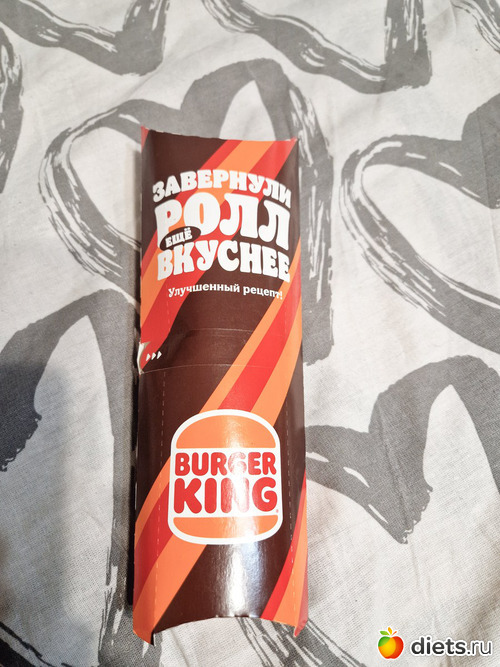 ЗАВЕРНУЛИ
РОЛЛ
ЕЩЁ
ВКУСНЕЕ
Улучшенный рецепт!
BURGER
KING
diets.ru